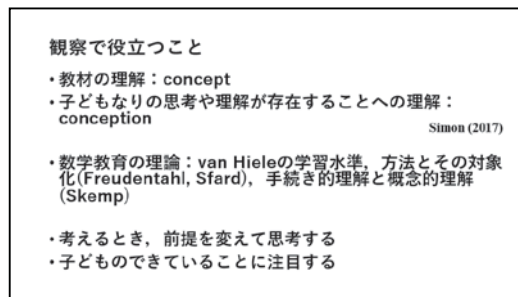 観察で役立つこと
・教材の理解：concept
・子どもなりの思考や理解が存在することへの理解：
conception
Simon (2017)
・数学教育の理論：van Hieleの学習水準，方法とその対象
化(Freudentahl, Sfard)，手続き的理解と概念的理解
(Skemp)
・考えるとき，前提を変えて思考する
・子どものできていることに注目する